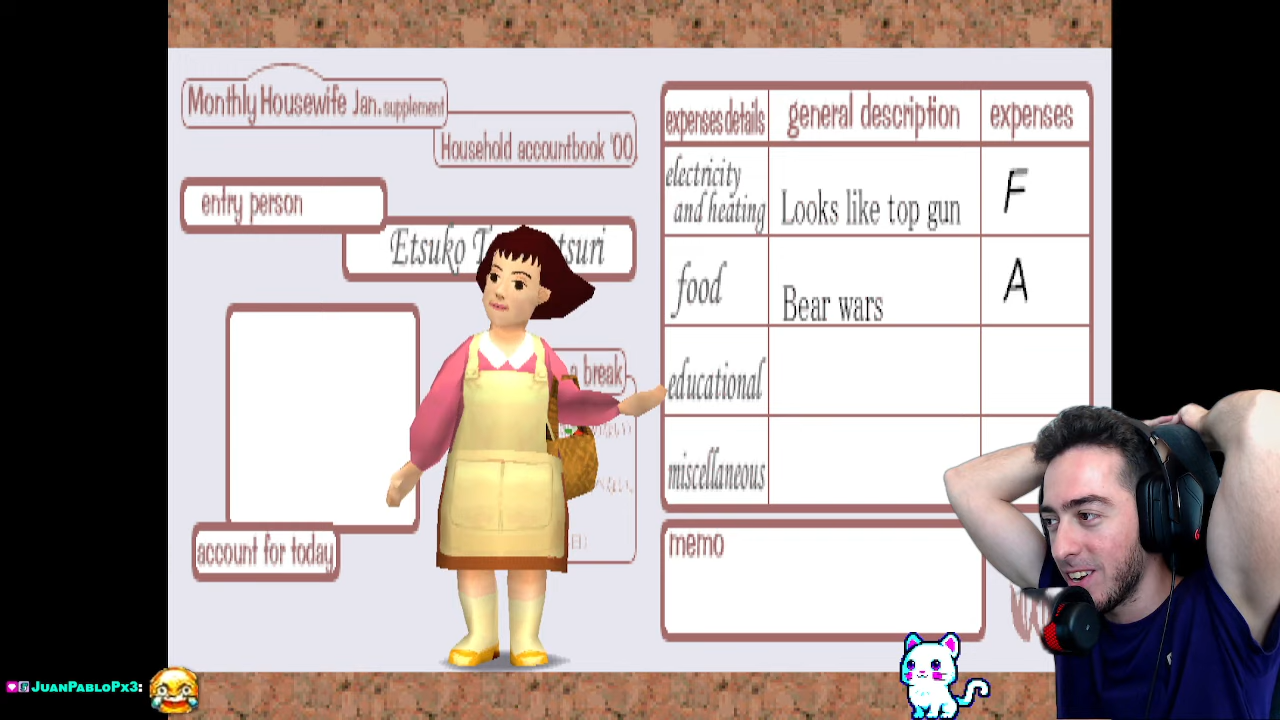 Monthly Housewife Jan. supplement
Household accountbook '00
entry person
Etsuko
a break
account for today
expenses details general description expenses
electricity and heating Looks like top gun F
food Bear wars A
educational
miscellaneous
memo
JuanPabloPx3: